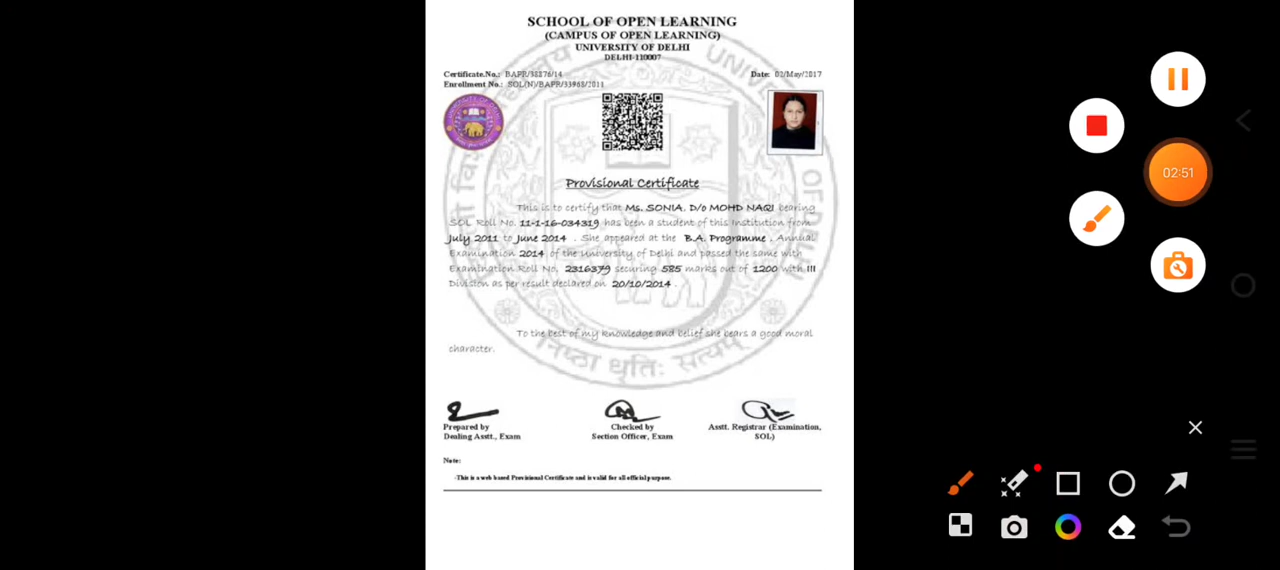 SCHOOL OF OPEN LEARNING
(CAMPUS OF OPEN LEARNING)
UNIVERSITY OF DELHI
DELHI-110007
Certificate.No.: BAPR/38876/14 Date: 02/May/2017
Enrollment No.: SOL(N)/BAPR/33968/2011
Provisional Certificate
This is to certify that Ms. SONIA. D/o MOHD NAQI bearing
SOL Roll No. 11-1-16-034319 has been a student of this Institution from
July 2011 to June 2014 . She appeared at the B.A. Programme , Annual
Examination 2014 of the University of Delhi and passed the same with
Examination Roll No. 2316379 securing 585 marks out of 1200 with III
Division as per result declared on 20/10/2014 .
To the best of my knowledge and belief she bears a good moral
character.
निष्ठा धृतिः सत्यम्
Prepared by Checked by Asstt. Registrar (Examination,
Dealing Asstt., Exam Section Officer, Exam SOL)
Note:
-This is a web based Provisional Certificate and is valid for all official purpose.
02:51